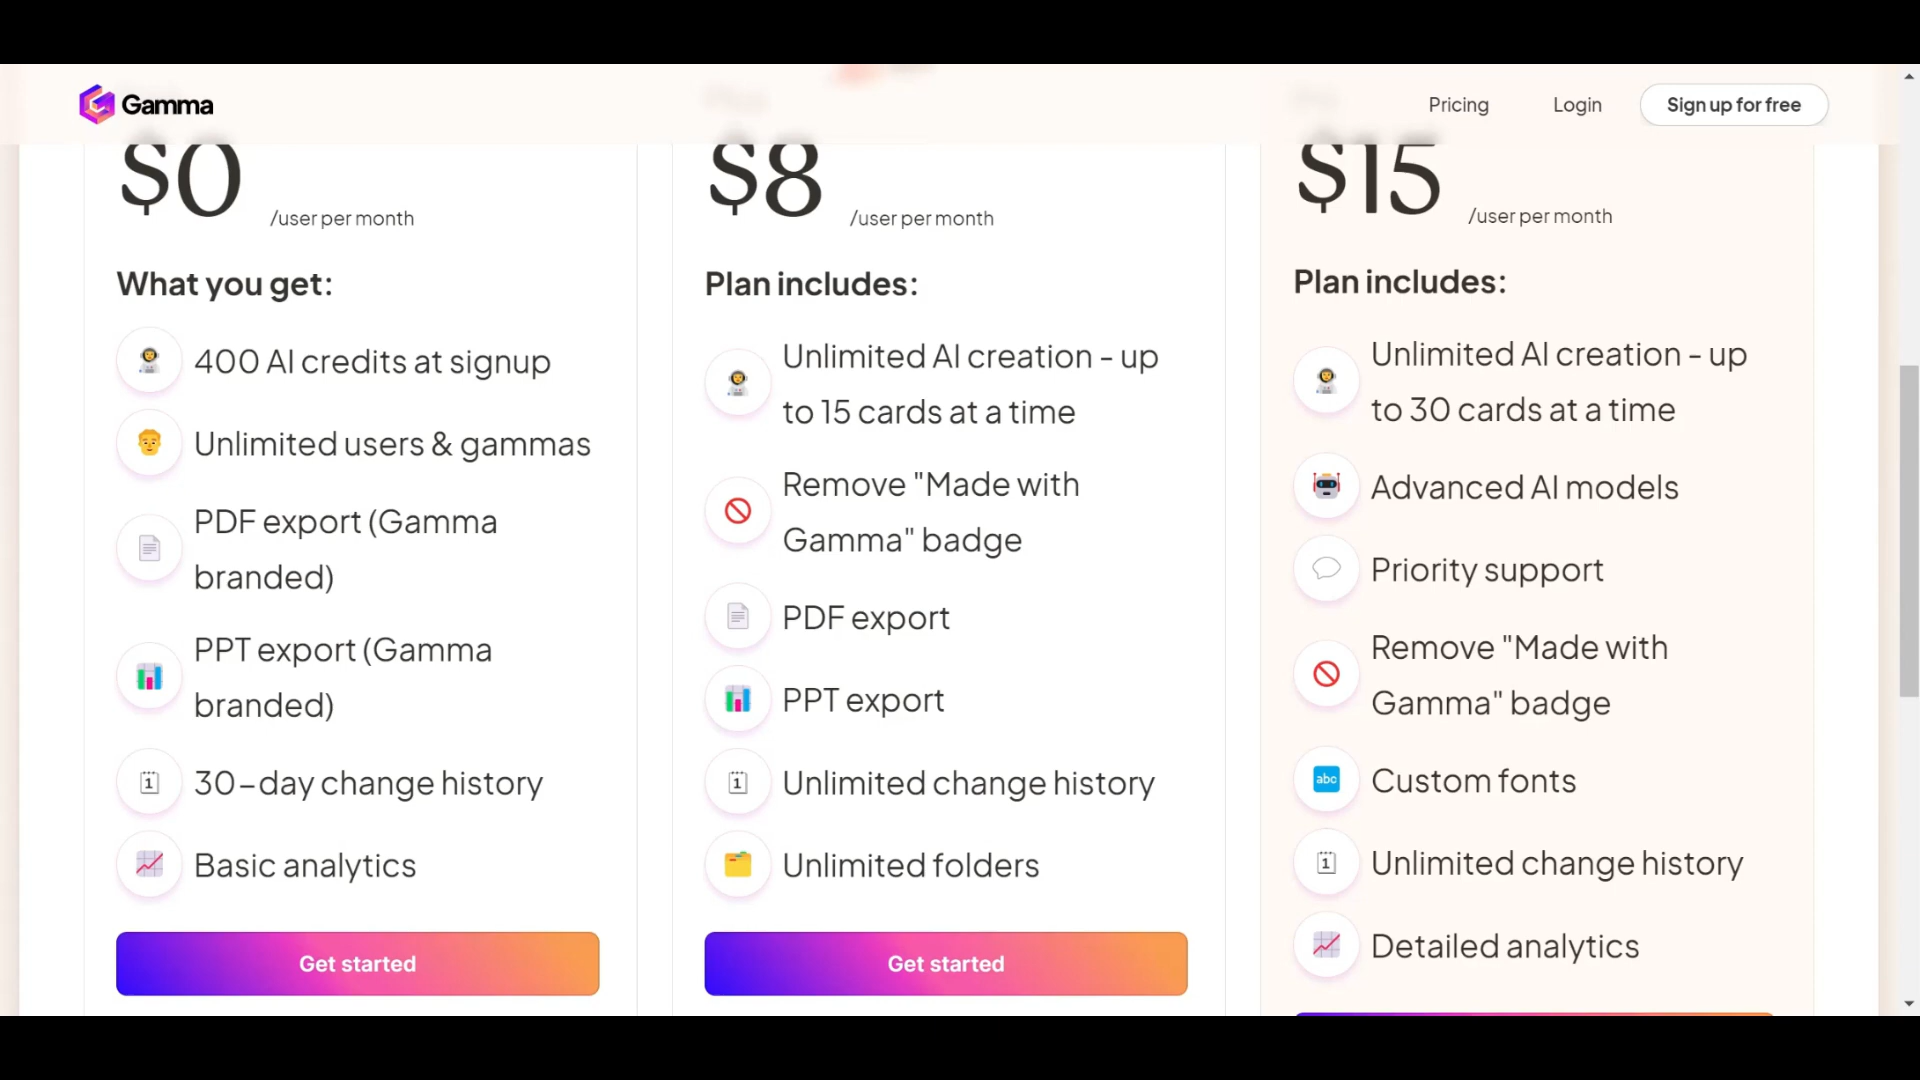 Gamma
Pricing
Login
Sign up for free
$0
/user per month
What you get:
400 AI credits at signup
Unlimited users & gammas
PDF export (Gamma
branded)
PPT export (Gamma
branded)
30-day change history
Basic analytics
Get started
$8
/user per month
Plan includes:
Unlimited AI creation - up
to 15 cards at a time
Remove "Made with
Gamma" badge
PDF export
PPT export
Unlimited change history
Unlimited folders
Get started
$15
/user per month
Plan includes:
Unlimited AI creation - up
to 30 cards at a time
Advanced AI models
Priority support
Remove "Made with
Gamma" badge
abc
Custom fonts
Unlimited change history
Detailed analytics